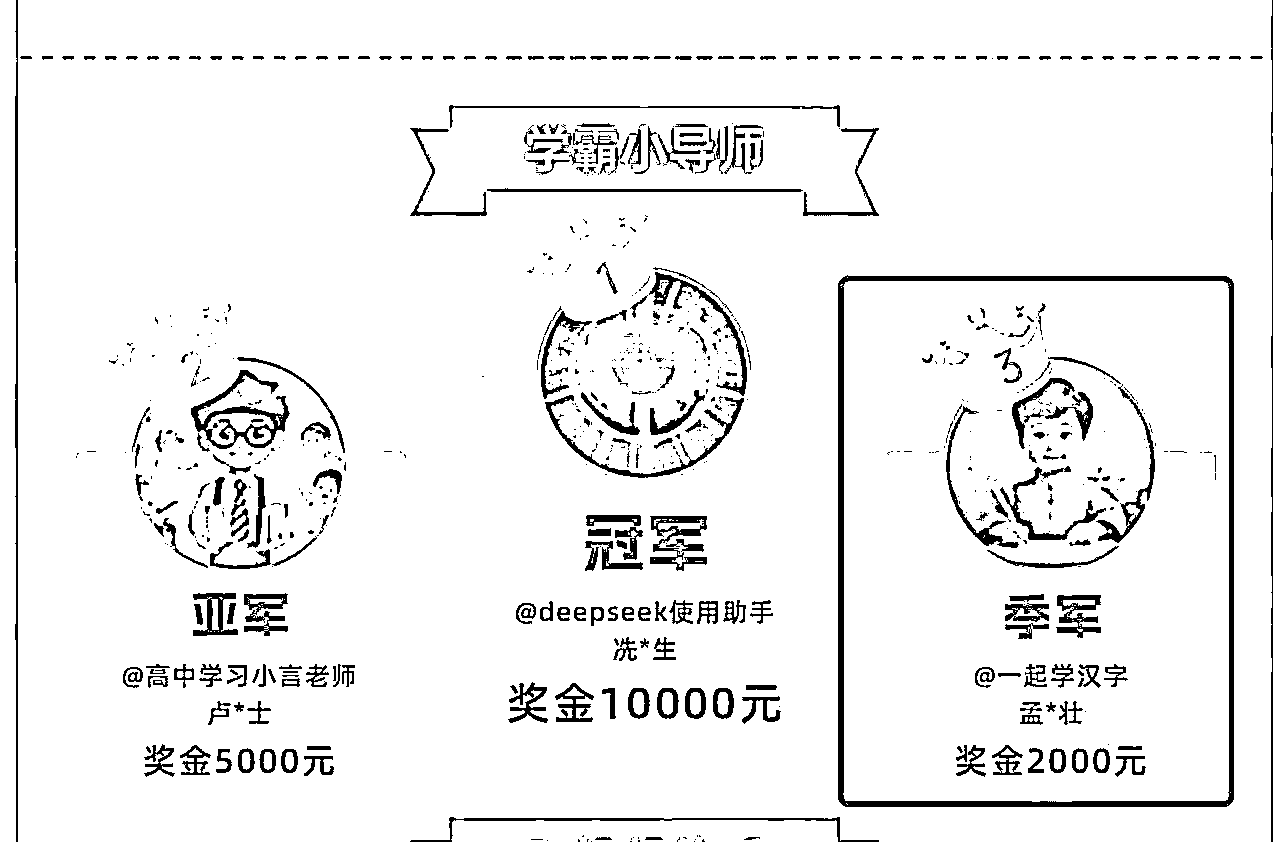 学霸小导师
1
冠军
@deepseek使用助手
冼*生
奖金10000元
2
亚军
@高中学习小言老师
卢*士
奖金5000元
3
季军
@一起学汉字
孟*壮
奖金2000元